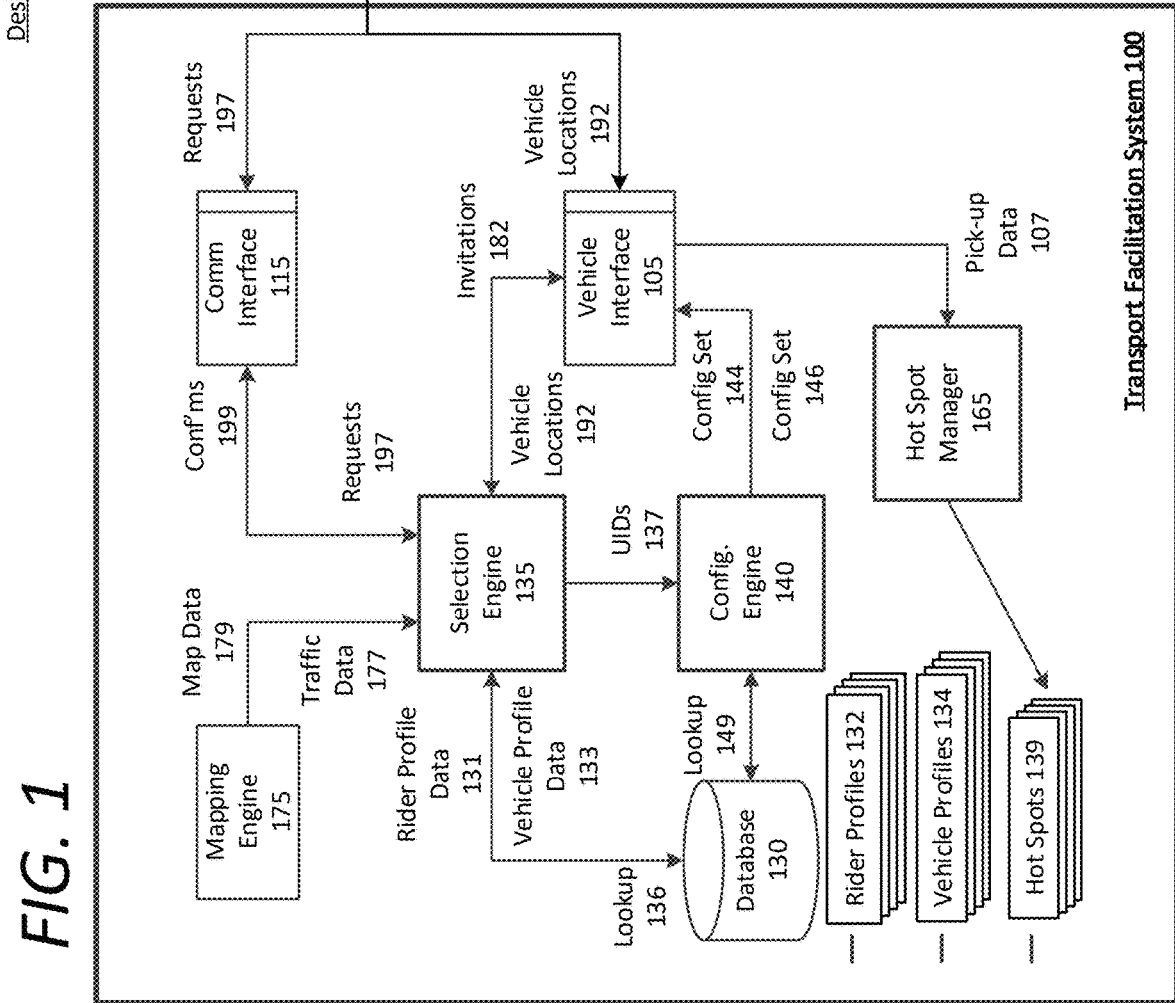 FIG. 1
Des
Mapping
Engine
175
Map Data
179
Traffic
Data
177
Conf'ms
199
Requests
197
Comm
Interface
115
Requests
197
Rider Profile
Data
131
Vehicle Profile
Data
133
Selection
Engine
135
Vehicle
Locations
192
Invitations
182
Vehicle
Locations
192
Vehicle
Interface
105
Lookup
136
UIDs
137
Database
130
Lookup
149
Config.
Engine
140
Config Set
144
Config Set
146
Rider Profiles 132
Vehicle Profiles 134
Hot Spots 139
Hot Spot
Manager
165
Pick-up
Data
107
Transport Facilitation System 100